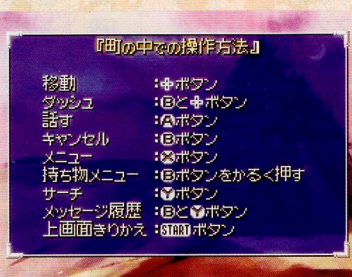 『町の中での操作方法』
移動 :✚ボタン
ダッシュ :Ⓑと✚ボタン
話す :Ⓐボタン
キャンセル :Ⓑボタン
メニュー :Ⓧボタン
持ち物メニュー :Ⓑボタンをかるく押す
サーチ :Ⓨボタン
メッセージ履歴 :ⒷとⓎボタン
上画面きりかえ :STARTボタン